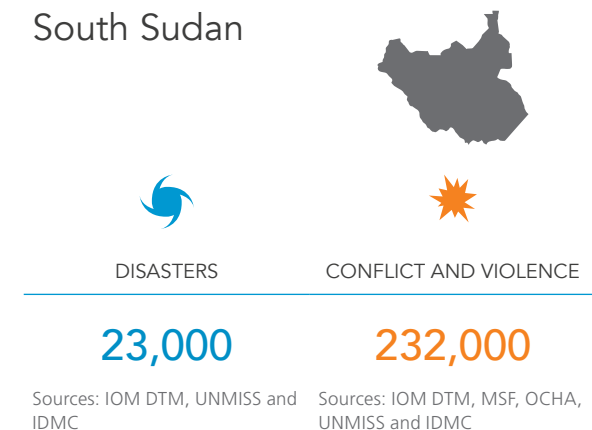 South Sudan
DISASTERS
CONFLICT AND VIOLENCE
23,000
232,000
Sources: IOM DTM, UNMISS and
IDMC
Sources: IOM DTM, MSF, OCHA,
UNMISS and IDMC